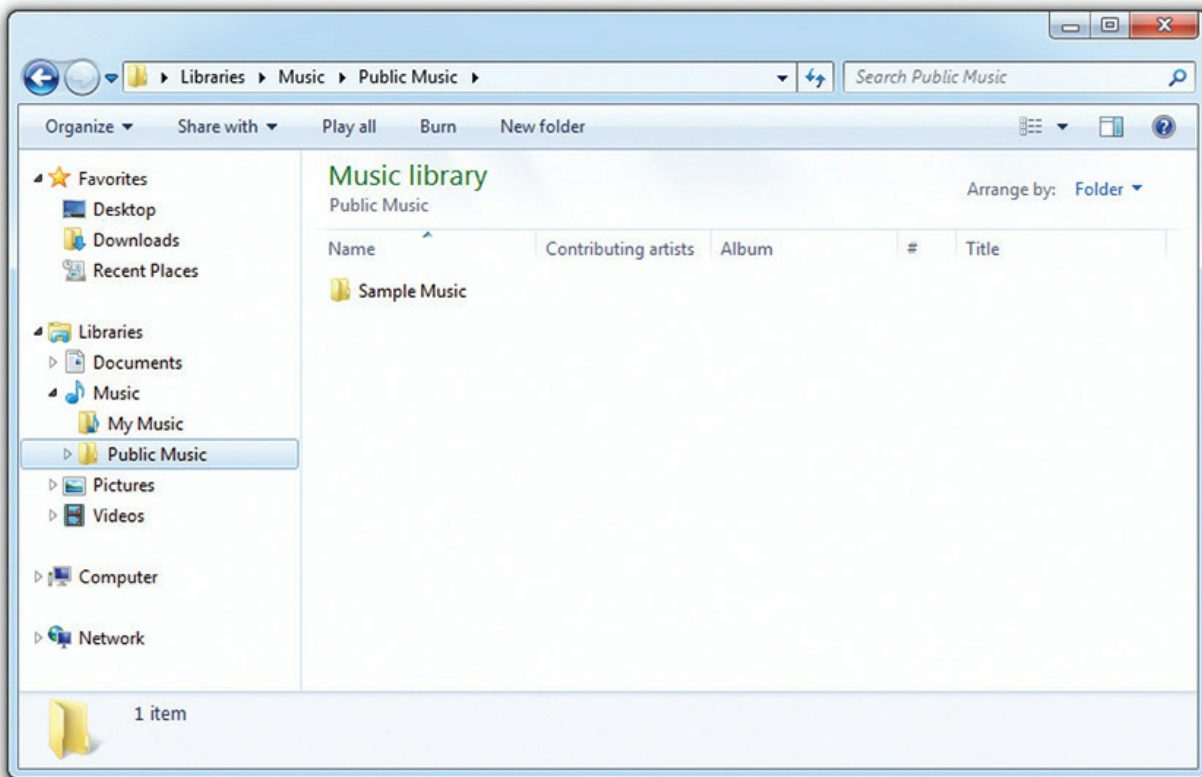 Libraries Music Public Music
Search Public Music
Organize Share with Play all Burn New folder
Favorites
Desktop
Downloads
Recent Places
Libraries
Documents
Music
My Music
Public Music
Pictures
Videos
Computer
Network
Music library
Public Music
Arrange by: Folder
Name Contributing artists Album # Title
Sample Music
1 item